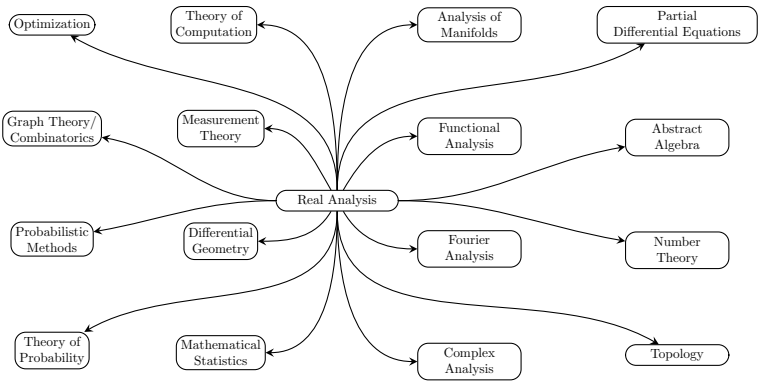 Optimization
Theory of
Computation
Analysis of
Manifolds
Partial
Differential Equations
Graph Theory/
Combinatorics
Measurement
Theory
Functional
Analysis
Abstract
Algebra
Real Analysis
Probabilistic
Methods
Differential
Geometry
Fourier
Analysis
Number
Theory
Theory of
Probability
Mathematical
Statistics
Complex
Analysis
Topology